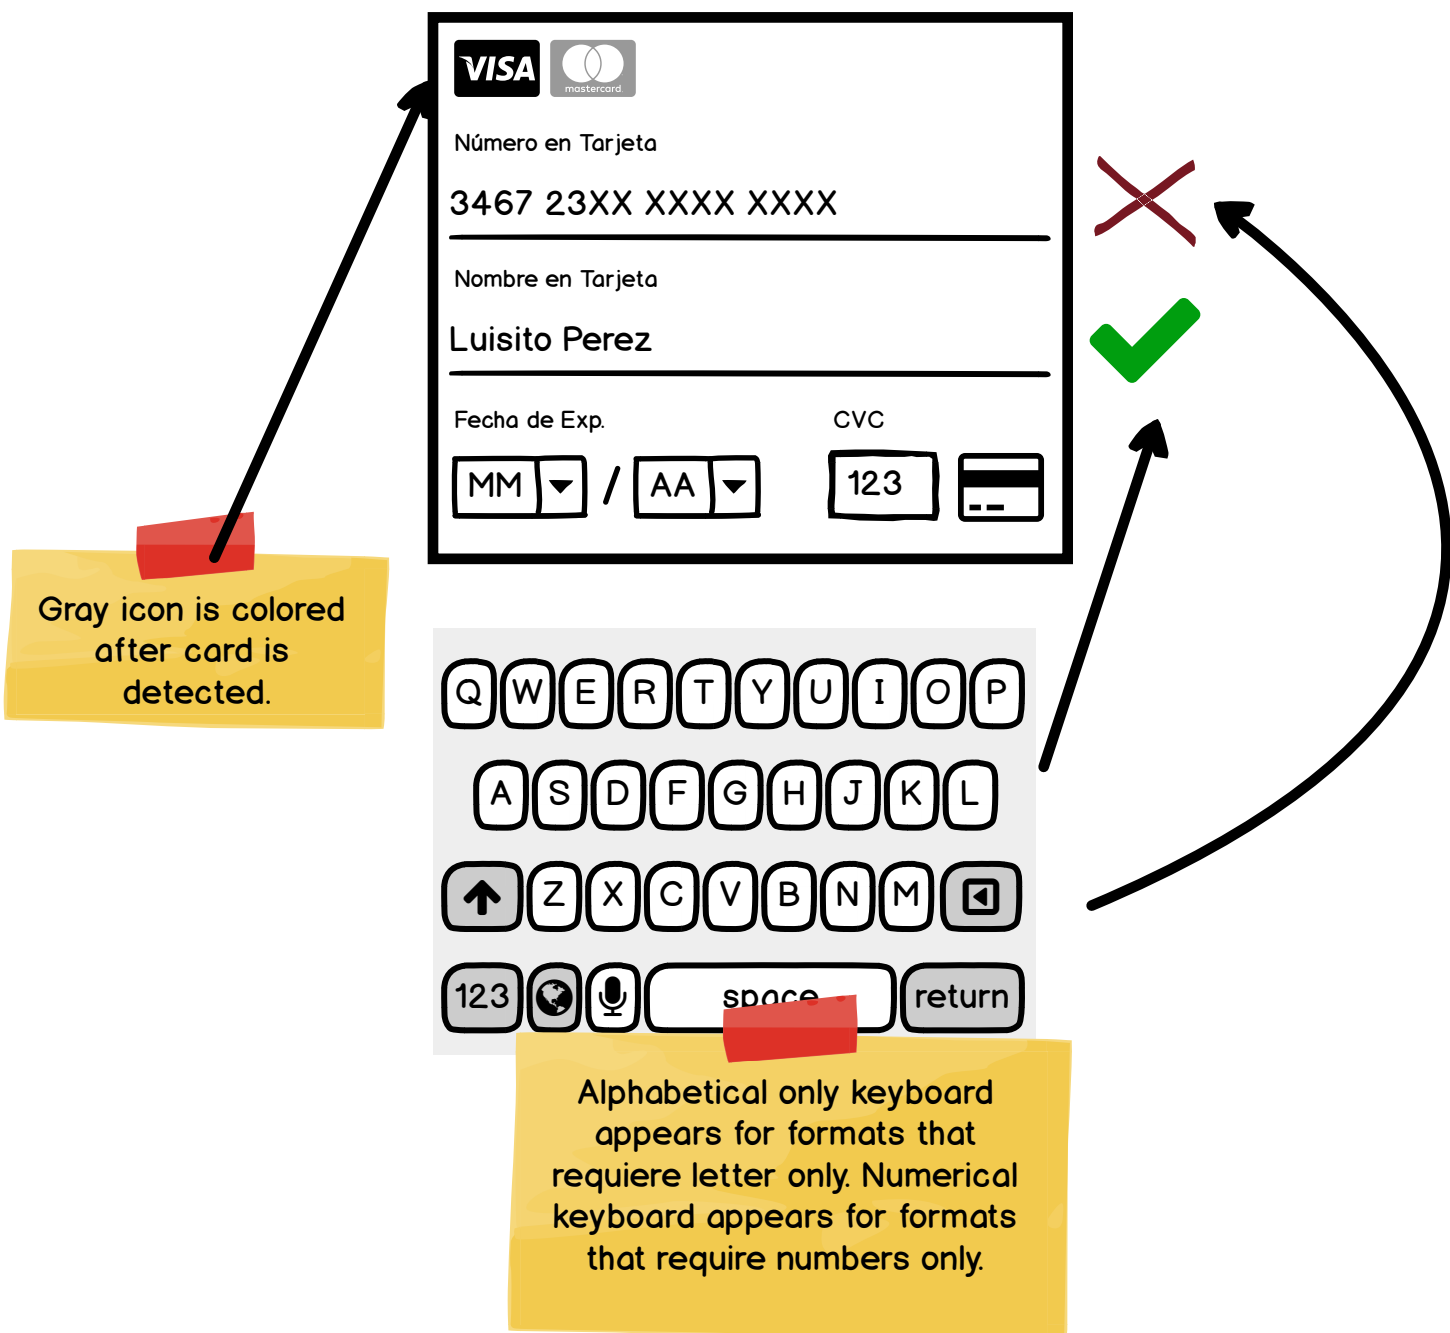 VISA
mastercard
Número en Tarjeta
3467 23XX XXXX XXXX
Nombre en Tarjeta
Luisito Perez
Fecha de Exp. CVC
MM / AA 123
Gray icon is colored
after card is
detected.
Q W E R T Y U I O P
A S D F G H J K L
Z X C V B N M
123 space return
Alphabetical only keyboard
appears for formats that
requiere letter only. Numerical
keyboard appears for formats
that require numbers only.